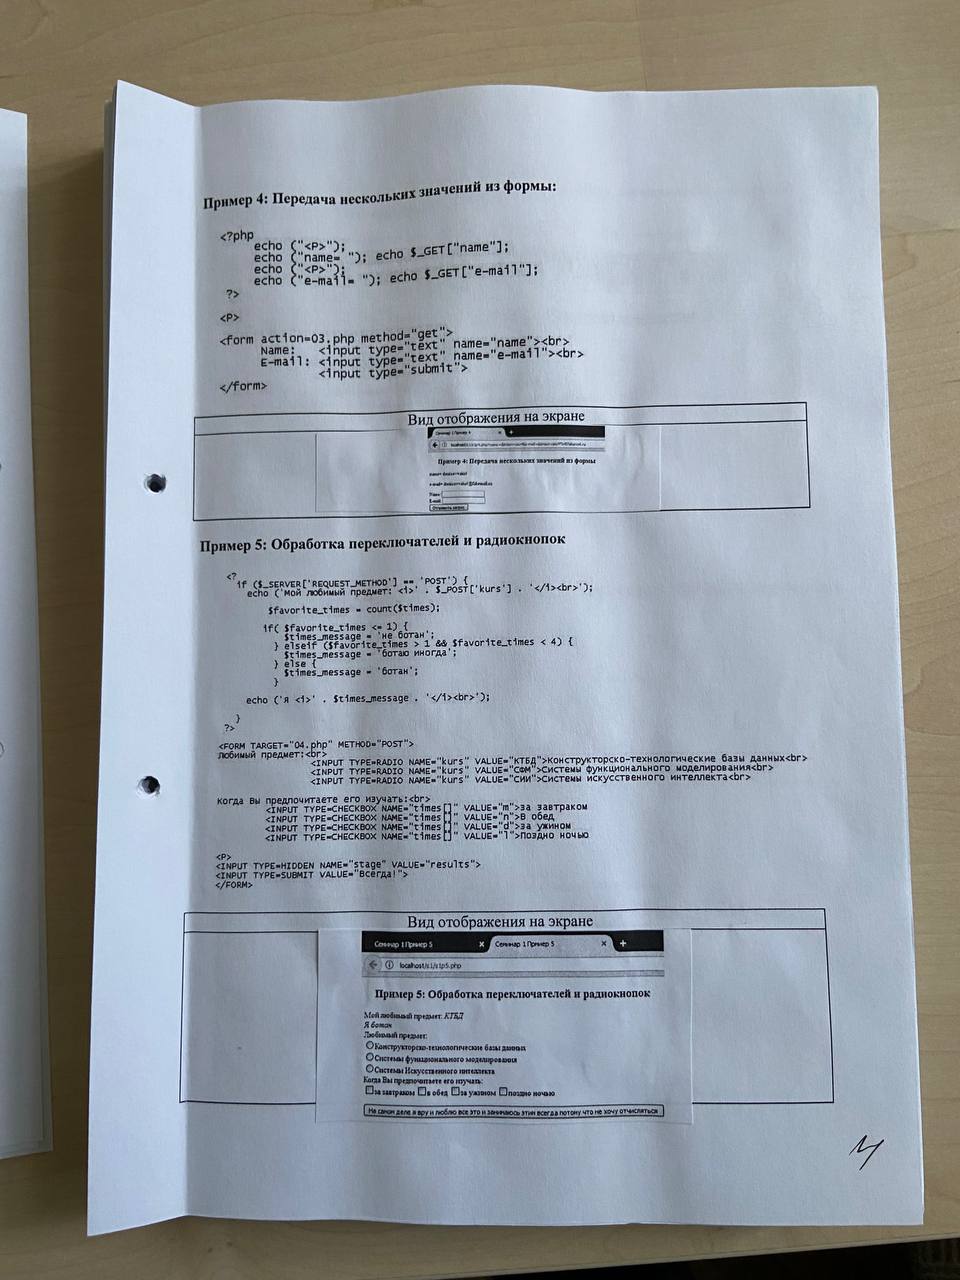 Пример 4: Передача нескольких значений из формы:
<?php
echo ("<P>");
echo ("name= "); echo $_GET["name"];
echo ("<P>");
echo ("e-mail= "); echo $_GET["e-mail"];
?>
<P>
<form action=03.php method="get">
Name: <input type="text" name="name"><br>
E-mail: <input type="text" name="e-mail"><br>
<input type="submit">
</form>
Вид отображения на экране
Семинар 1 Пример 4
Пример 4: Передача нескольких значений из формы
Name:
E-mail:
Отправить запрос
Пример 5: Обработка переключателей и радиокнопок
<?
if ($_SERVER['REQUEST_METHOD'] == 'POST') {
echo ('Мой любимый предмет: <i>' . $_POST['kurs'] . '</i><br>');
$favorite_times = count($times);
if( $favorite_times <= 1) {
$times_message = 'не ботан';
} elseif ($favorite_times > 1 && $favorite_times < 4) {
$times_message = 'ботаю иногда';
} else {
$times_message = 'ботан';
}
echo ('Я <i>' . $times_message . '</i><br>');
}
?>
<FORM TARGET="04.php" METHOD="POST">
Любимый предмет:<br>
<INPUT TYPE=RADIO NAME="kurs" VALUE="КТБД">Конструкторско-технологические базы данных<br>
<INPUT TYPE=RADIO NAME="kurs" VALUE="СФМ">Системы функционального моделирования<br>
<INPUT TYPE=RADIO NAME="kurs" VALUE="СИИ">Системы искусственного интеллекта<br>
Когда Вы предпочитаете его изучать:<br>
<INPUT TYPE=CHECKBOX NAME="times[]" VALUE="m">за завтраком
<INPUT TYPE=CHECKBOX NAME="times[]" VALUE="n">В обед
<INPUT TYPE=CHECKBOX NAME="times[]" VALUE="d">за ужином
<INPUT TYPE=CHECKBOX NAME="times[]" VALUE="l">Поздно ночью
<P>
<INPUT TYPE=HIDDEN NAME="stage" VALUE="results">
<INPUT TYPE=SUBMIT VALUE="Всегда!">
</FORM>
Вид отображения на экране
Семинар 1 Пример 5 × Семинар 1 Пример 5 × +
localhost/s1/s1p5.php
Пример 5: Обработка переключателей и радиокнопок
Мой любимый предмет: КТБД
Я ботан
Любимый предмет:
Конструкторско-технологические базы данных
Системы функционального моделирования
Системы Искусственного интеллекта
Когда Вы предпочитаете его изучать:
за завтраком в обед за ужином поздно ночью
На самом деле я вру и люблю все это и занимаюсь этим всегда потому что не хочу отчисляться